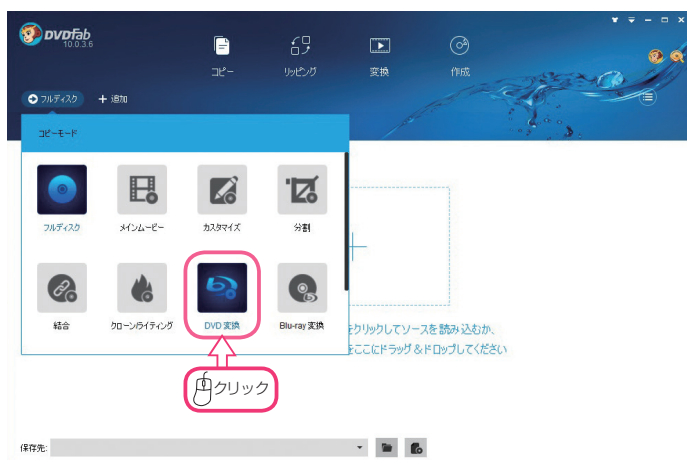 DVDFab
10.0.3.6
コピー リッピング 変換 作成
フルディスク + 追加
コピーモード
フルディスク メインムービー カスタマイズ 分割
結合 クローン/ライティング DVD 変換 Blu-ray 変換
をクリックしてソースを読み込むか、
をここにドラッグ&ドロップしてください
クリック
保存先: